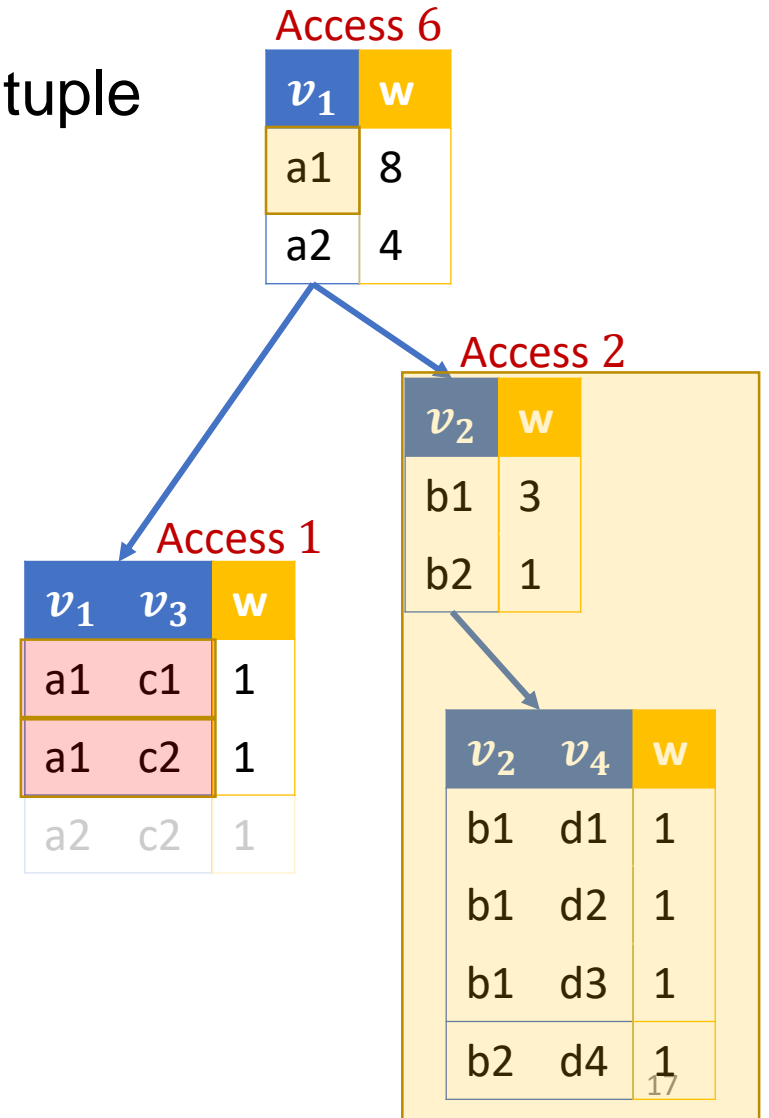 Access 6
tuple
v₁ w
a1 8
a2 4
Access 2
v₂ w
b1 3
b2 1
Access 1
v₁ v₃ w
a1 c1 1
a1 c2 1
a2 c2 1
v₂ v₄ w
b1 d1 1
b1 d2 1
b1 d3 1
b2 d4 1
17